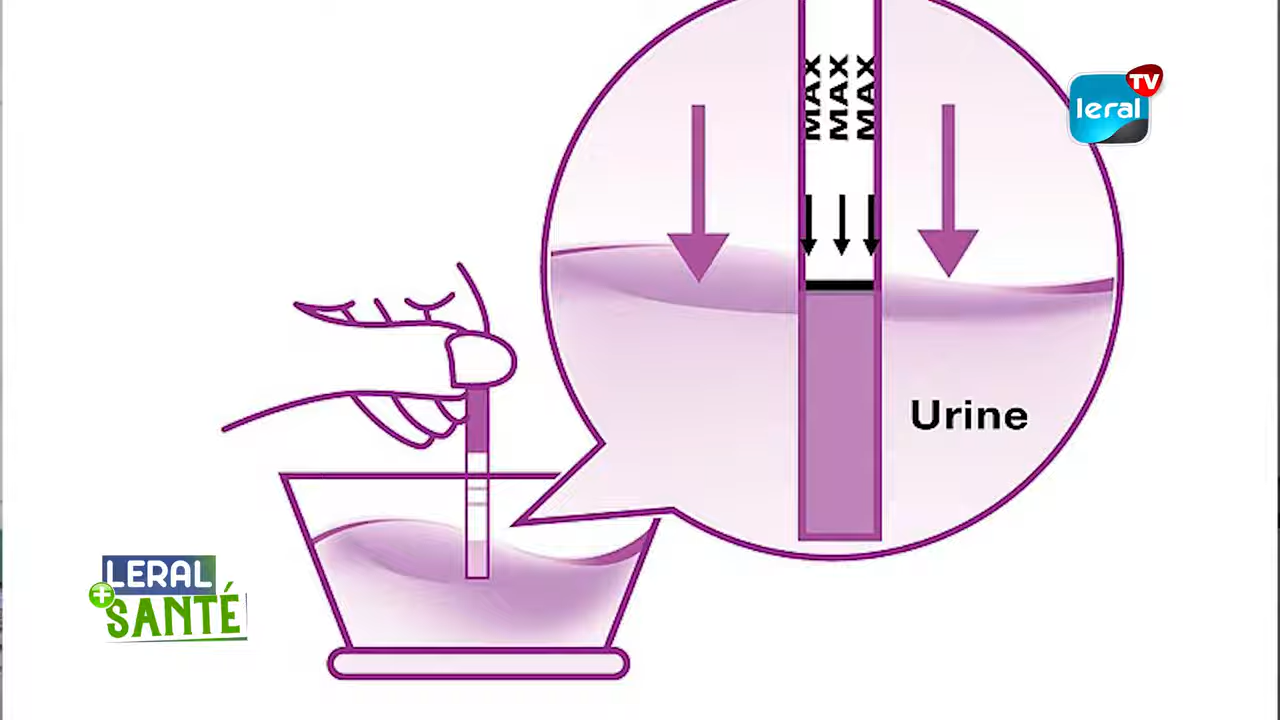 MAX
MAX
MAX
TV
leral
Urine
LERAL
SANTÉ